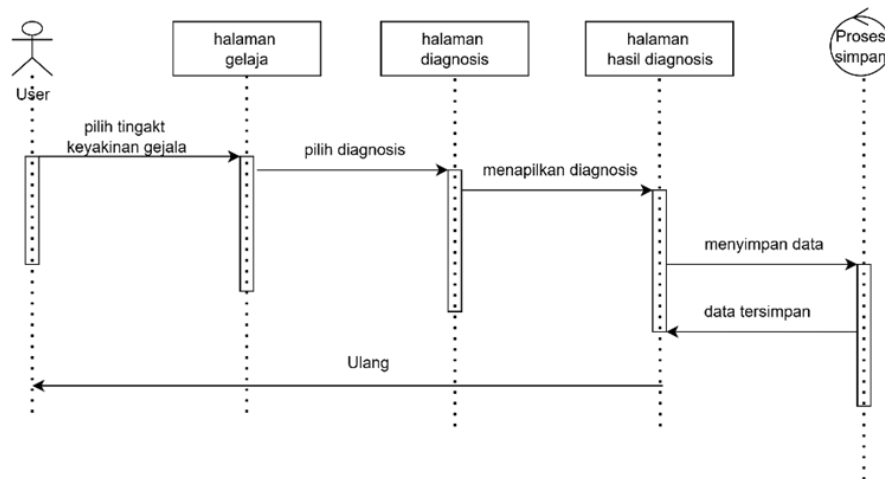 halaman
gelaja
halaman
diagnosis
halaman
hasil diagnosis
Proses
simpan
User
pilih tingakt
keyakinan gejala
pilih diagnosis
menapilkan diagnosis
menyimpan data
data tersimpan
Ulang